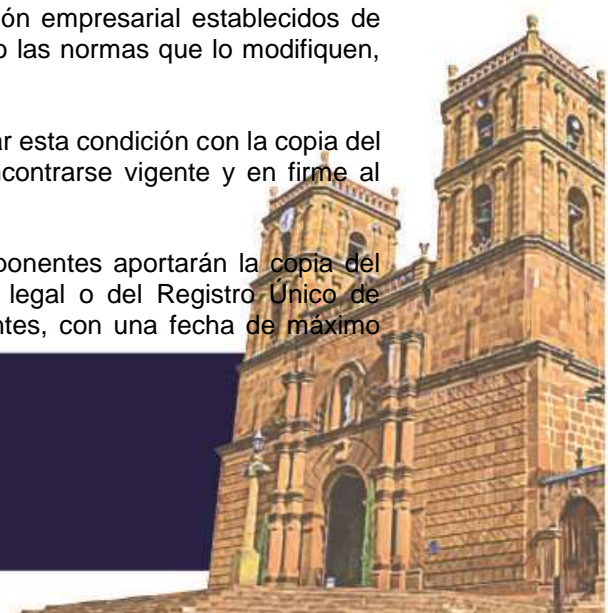 ón empresarial establecidos de
o las normas que lo modifiquen,
ar esta condición con la copia del
ncontrarse vigente y en firme al
ponentes aportarán la copia del
legal o del Registro Único de
ntes, con una fecha de máximo